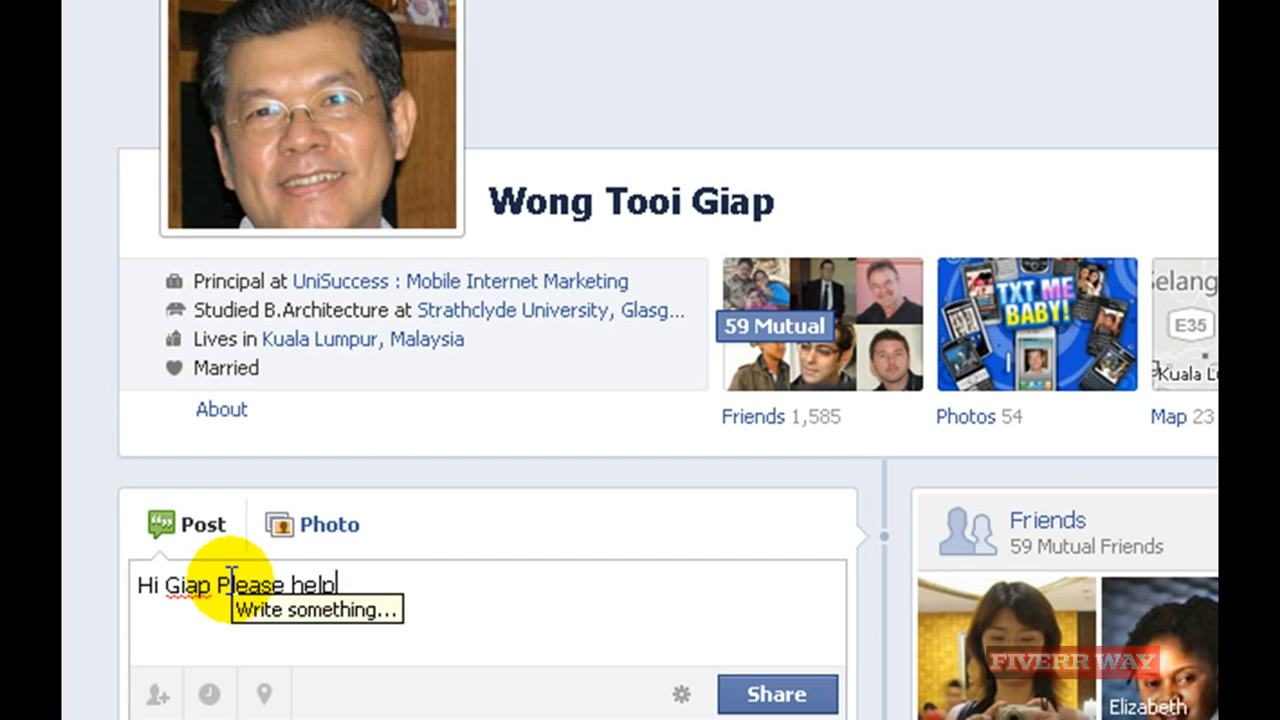 Wong Tooi Giap
Principal at UniSuccess : Mobile Internet Marketing
Studied B.Architecture at Strathclyde University, Glasg...
Lives in Kuala Lumpur, Malaysia
Married
About
59 Mutual
TXT ME
BABY!
elang
E35
Kuala Lu
Friends 1,585
Photos 54
Map 23
Post
Photo
Hi Giap Please help
Write something...
Share
Friends
59 Mutual Friends
FIVERR WAY
Elizabeth